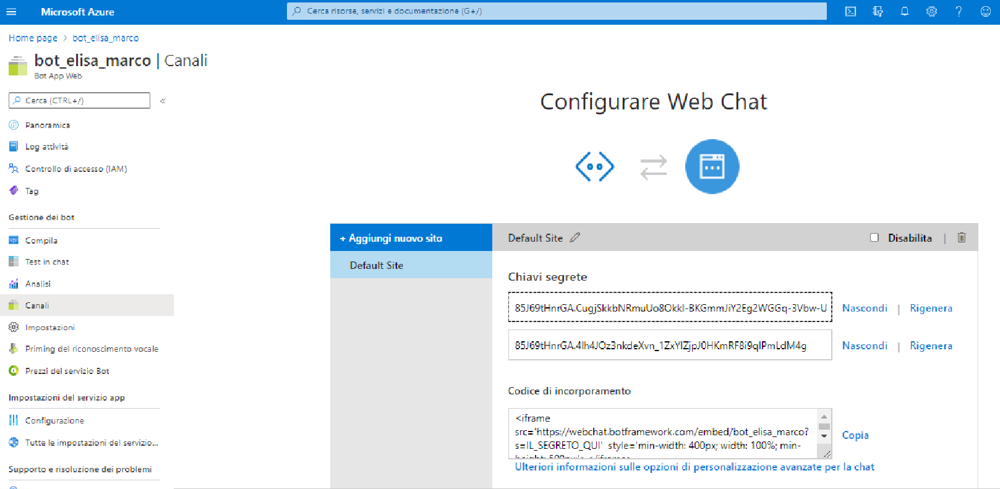 Microsoft Azure
Cerca risorse, servizi e documentazione (G+/)
Home page > bot_elisa_marco
bot_elisa_marco | Canali
Bot App Web
Cerca (CTRL+/)
«
Panoramica
Log attività
Controllo di accesso (IAM)
Tag
Gestione dei bot
Compila
Test in chat
Analisi
Canali
Impostazioni
Priming del riconoscimento vocale
Prezzi del servizio Bot
Impostazioni del servizio app
Configurazione
Tutte le impostazioni del servizio...
Supporto e risoluzione dei problemi
Configurare Web Chat
+ Aggiungi nuovo sito
Default Site
Default Site
Disabilita |
Chiavi segrete
85J69tHnrGA.CugjSkkbNRmuUo8OkkI-BKGmmJiY2Eg2WGGq-3Vbw-U
Nascondi | Rigenera
85J69tHnrGA.4Ih4JOz3nkdeXvn_1ZxYIZjpJ0HKmRF8i9qIPmLdM4g
Nascondi | Rigenera
Codice di incorporamento
<iframe
src='https://webchat.botframework.com/embed/bot_elisa_marco?
s=IL_SEGRETO_QUI' style='min-width: 400px; width: 100%; min-
height: 500px;'></iframe>
Copia
Ulteriori informazioni sulle opzioni di personalizzazione avanzate per la chat